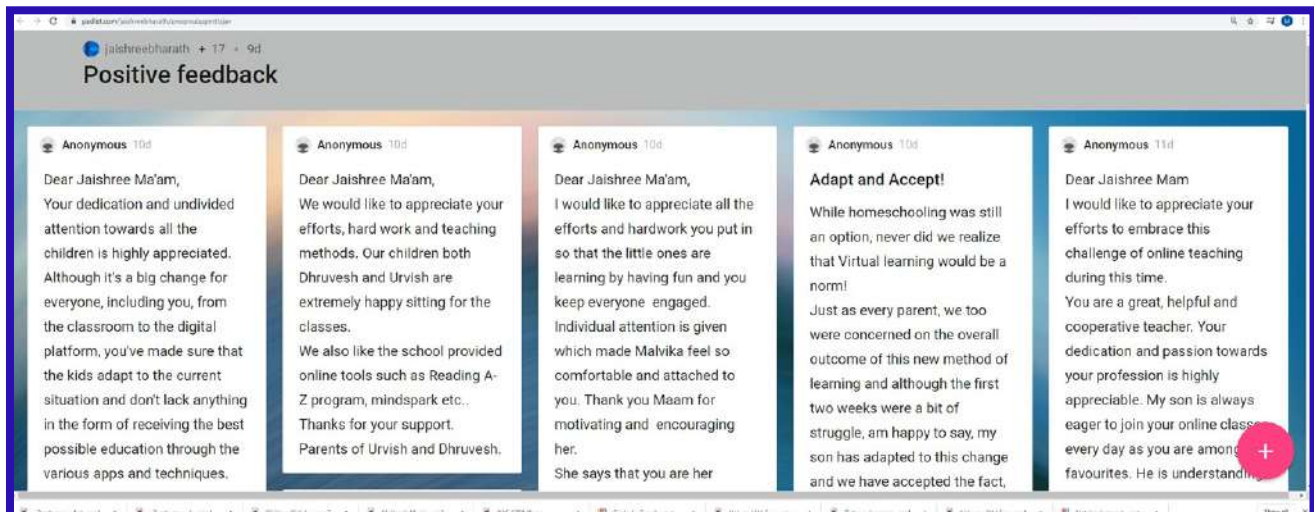 jaishreebharath + 17 • 9d
Positive feedback
Anonymous 10d
Dear Jaishree Ma'am,
Your dedication and undivided
attention towards all the
children is highly appreciated.
Although it's a big change for
everyone, including you, from
the classroom to the digital
platform, you've made sure that
the kids adapt to the current
situation and don't lack anything
in the form of receiving the best
possible education through the
various apps and techniques.
Anonymous 10d
Dear Jaishree Ma'am,
We would like to appreciate your
efforts, hard work and teaching
methods. Our children both
Dhruvesh and Urvish are
extremely happy sitting for the
classes.
We also like the school provided
online tools such as Reading A-
Z program, mindspark etc..
Thanks for your support.
Parents of Urvish and Dhruvesh.
Anonymous 10d
Dear Jaishree Ma'am,
I would like to appreciate all the
efforts and hardwork you put in
so that the little ones are
learning by having fun and you
keep everyone engaged.
Individual attention is given
which made Malvika feel so
comfortable and attached to
you. Thank you Maam for
motivating and encouraging
her.
She says that you are her
Anonymous 10d
Adapt and Accept!
While homeschooling was still
an option, never did we realize
that Virtual learning would be a
norm!
Just as every parent, we too
were concerned on the overall
outcome of this new method of
learning and although the first
two weeks were a bit of
struggle, am happy to say, my
son has adapted to this change
and we have accepted the fact,
Anonymous 11d
Dear Jaishree Mam
I would like to appreciate your
efforts to embrace this
challenge of online teaching
during this time.
You are a great, helpful and
cooperative teacher. Your
dedication and passion towards
your profession is highly
appreciable. My son is always
eager to join your online
every day as you are among
favourites. He is understanding